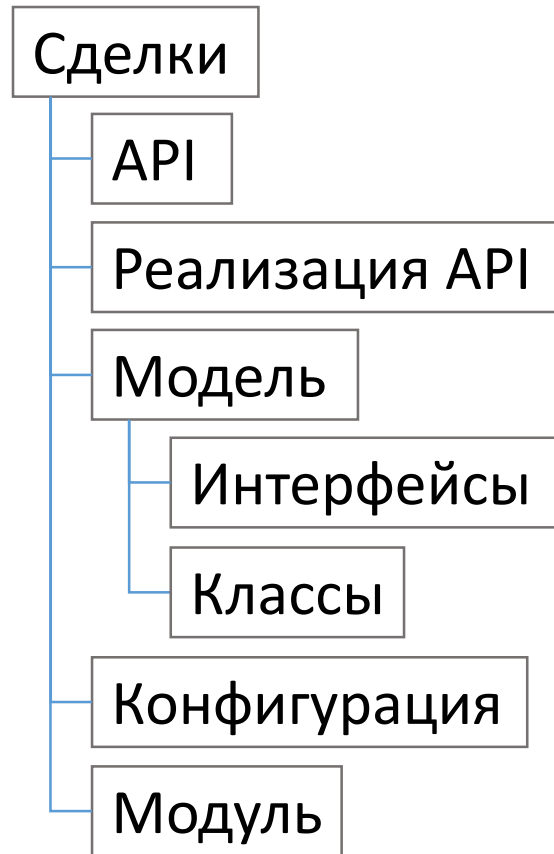 Сделки
API
Реализация API
Модель
Интерфейсы
Классы
Конфигурация
Модуль